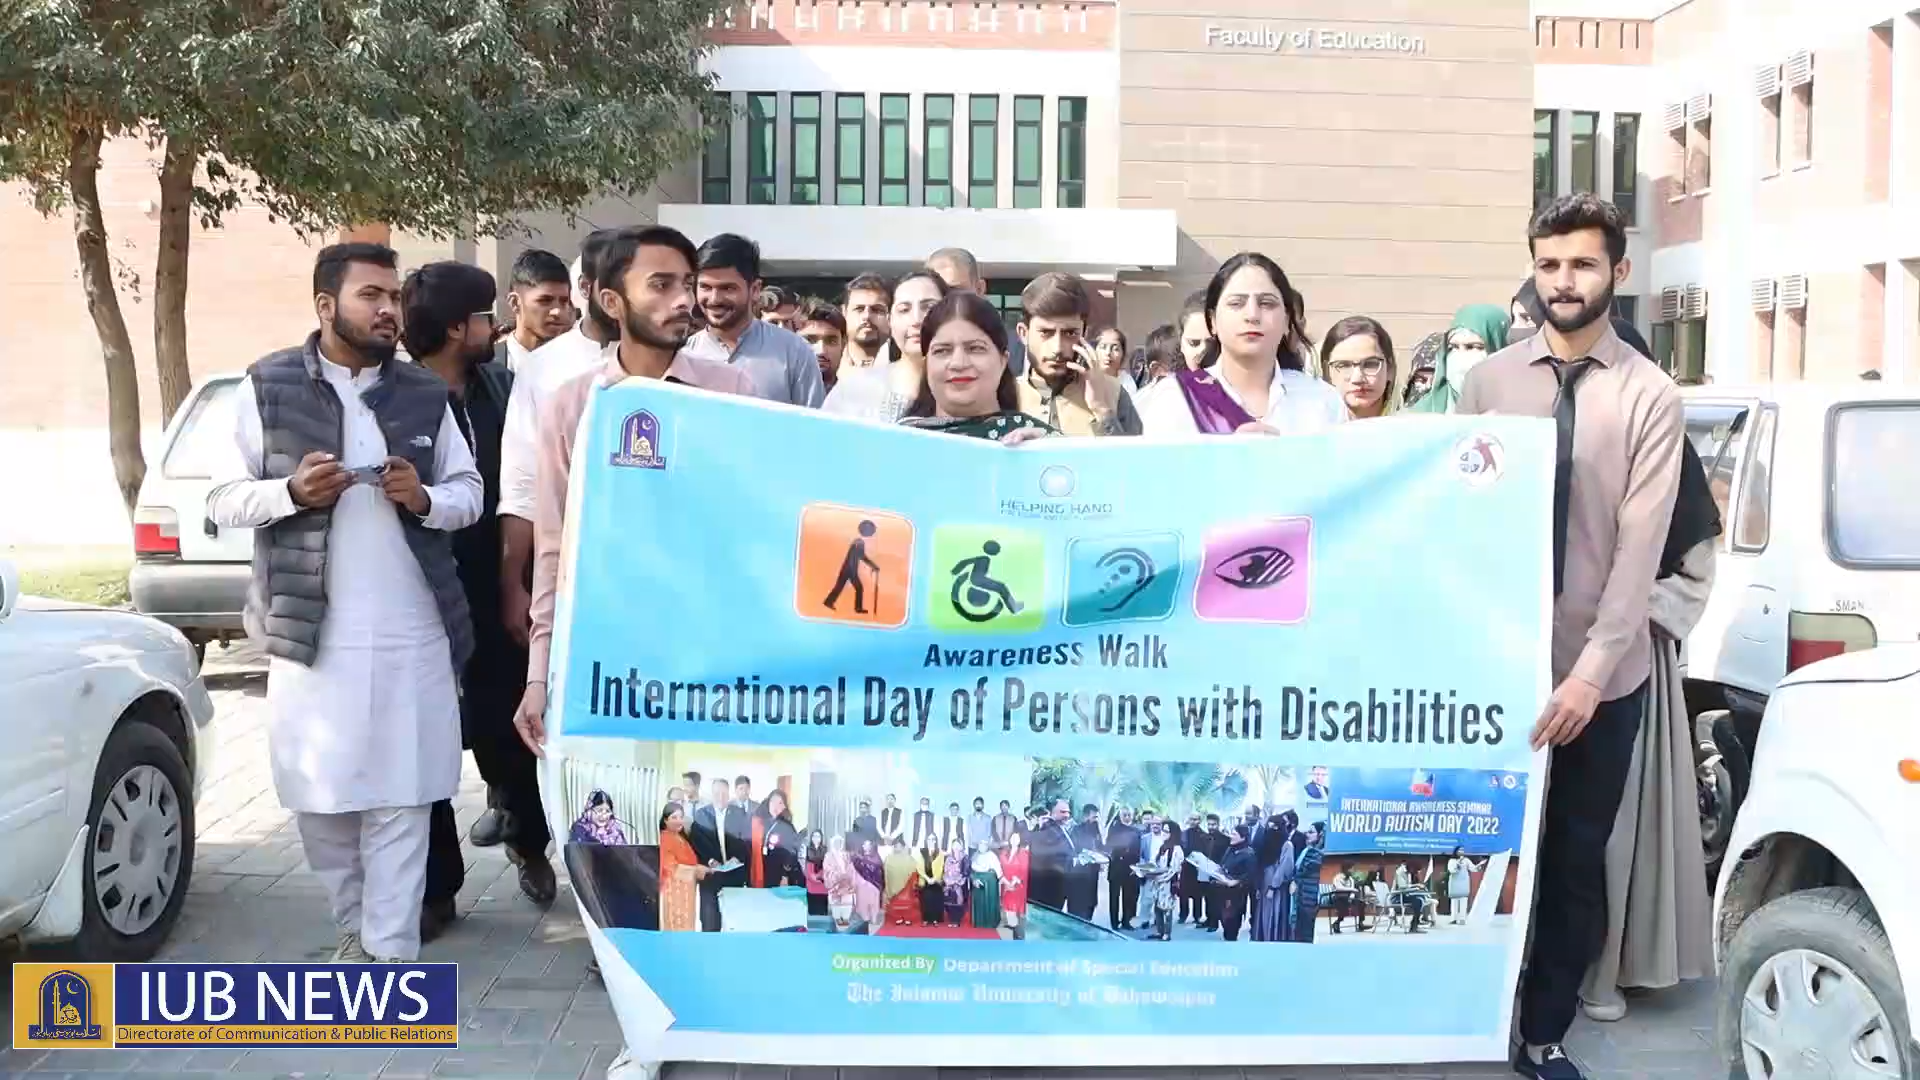 Faculty of Education
HELPING HAND
Awareness Walk
International Day of Persons with Disabilities
INTERNATIONAL AWARENESS SEMINAR
WORLD AUTISM DAY 2022
Organized By Department of Special Education
The Islamia University of Bahawalpur
IUB NEWS
Directorate of Communication & Public Relations